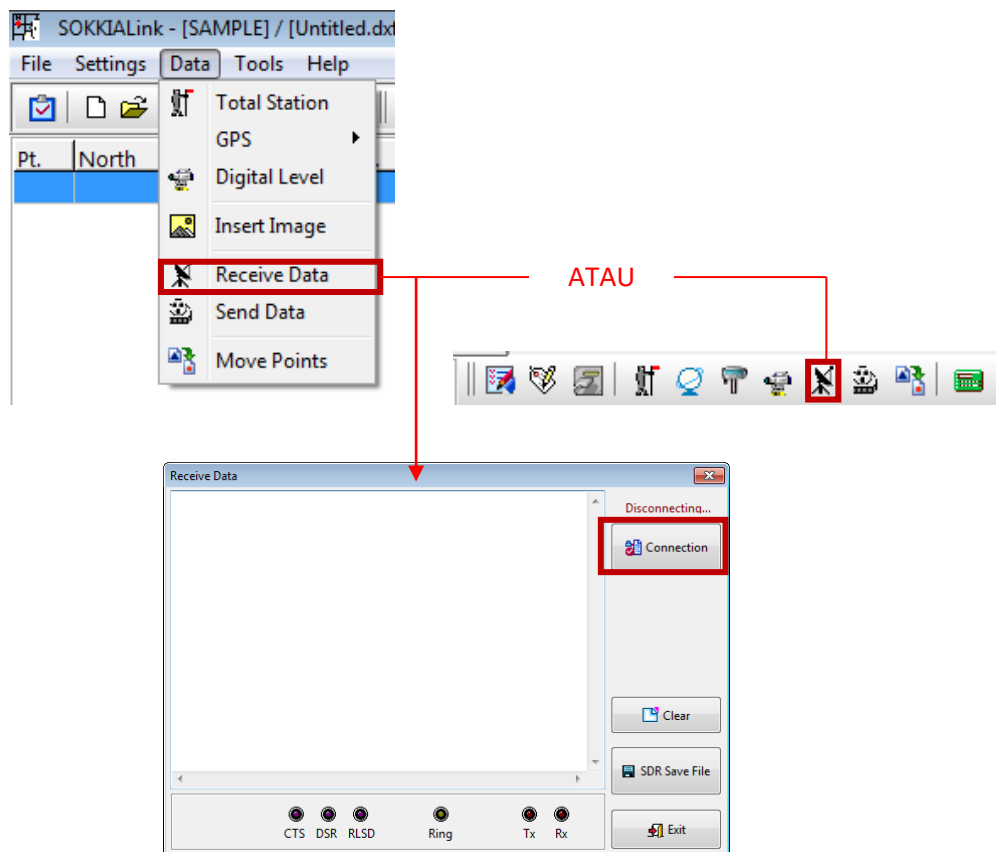 SOKKIALink - [SAMPLE] / [Untitled.dxf
File Settings Data Tools Help
Total Station
GPS
Pt. North
Digital Level
Insert Image
Receive Data
ATAU
Send Data
Move Points
Receive Data
Disconnecting...
Connection
Clear
SDR Save File
CTS DSR RLSD Ring Tx Rx
Exit